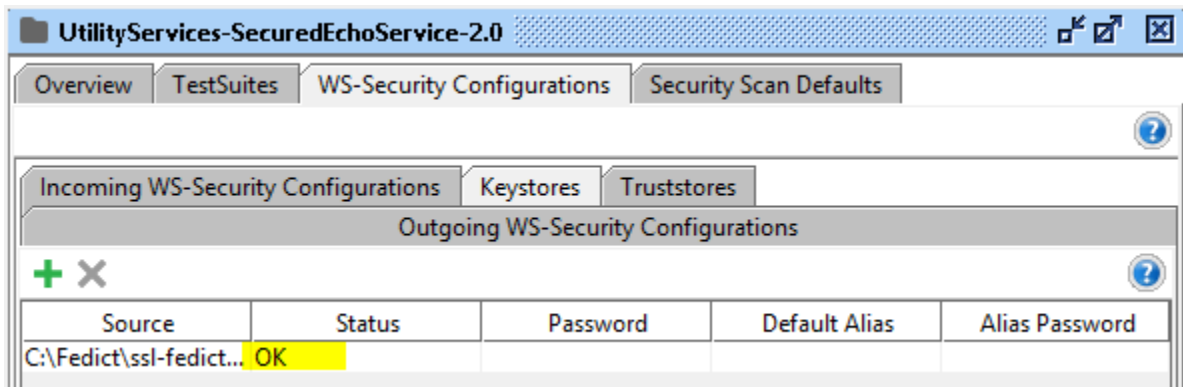 UtilityServices-SecuredEchoService-2.0
Overview TestSuites WS-Security Configurations Security Scan Defaults
Incoming WS-Security Configurations Keystores Truststores
Outgoing WS-Security Configurations
Source Status Password Default Alias Alias Password
C:\Fedict\ssl-fedict... OK